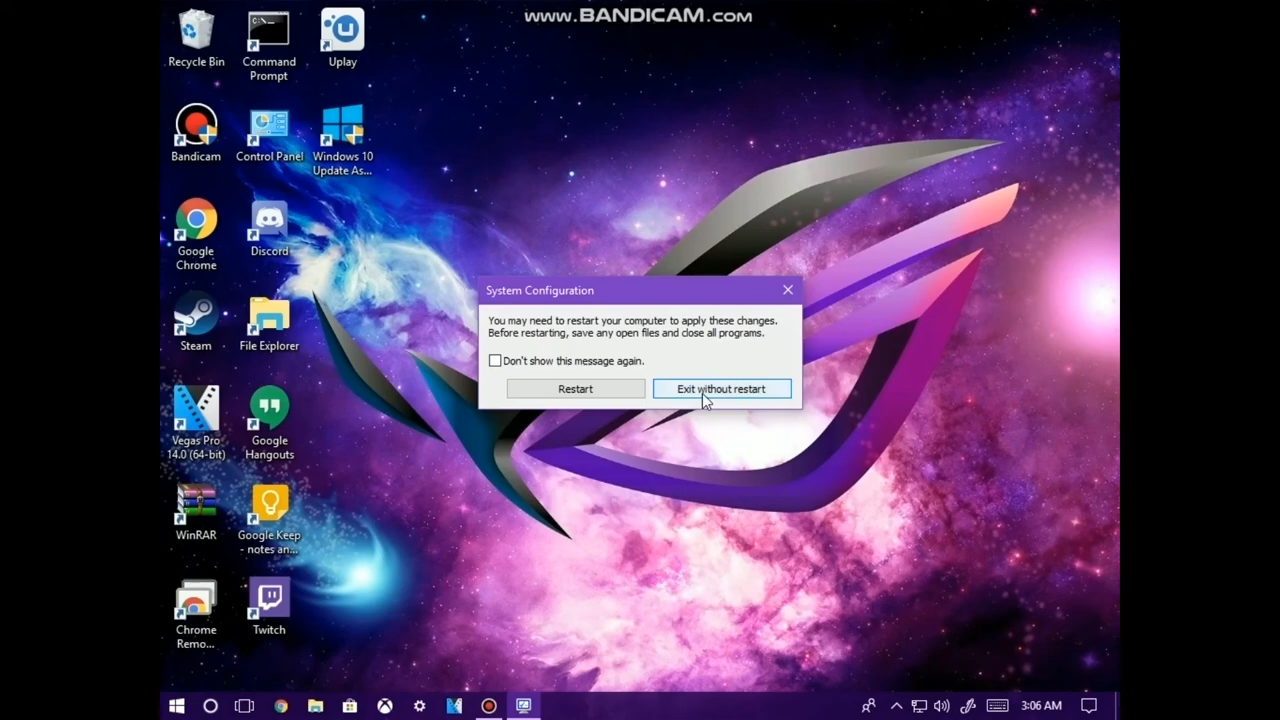 www.BANDICAM.com
Recycle Bin
Command
Prompt
Uplay
Bandicam
Control Panel
Windows 10
Update As...
Google
Chrome
Discord
Steam
File Explorer
Vegas Pro
14.0 (64-bit)
Google
Hangouts
WinRAR
Google Keep
- notes an...
Chrome
Remo...
Twitch
System Configuration
You may need to restart your computer to apply these changes.
Before restarting, save any open files and close all programs.
Don't show this message again.
Restart
Exit without restart
3:06 AM